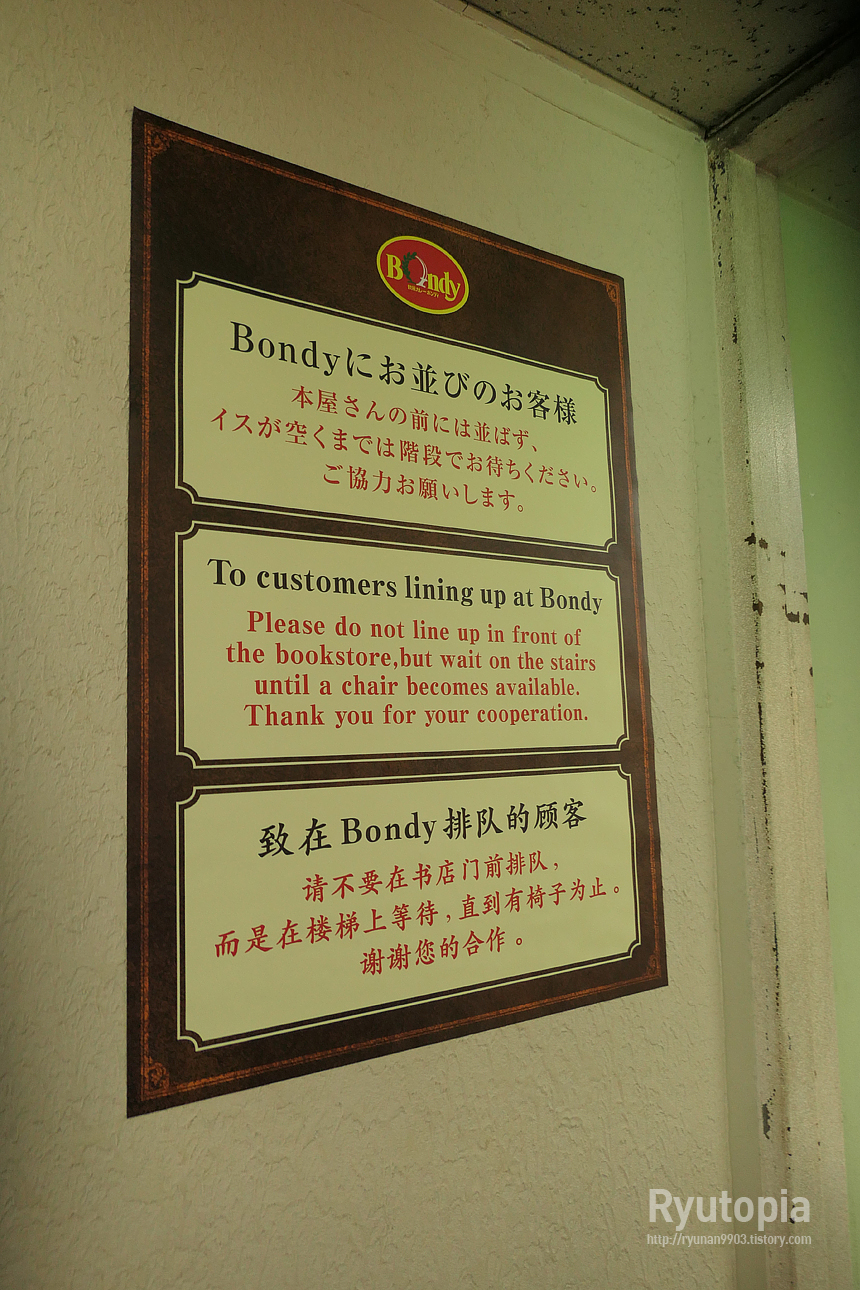 Bondy
Bondyにお並びのお客様
本屋さんの前には並ばず、
イスが空くまでは階段でお待ちください。
ご協力お願いします。
To customers lining up at Bondy
Please do not line up in front of
the bookstore,but wait on the stairs
until a chair becomes available.
Thank you for your cooperation.
致在Bondy排队的顾客
请不要在书店门前排队，
而是在楼梯上等待，直到有椅子为止。
谢谢您的合作。
Ryutopia
http://ryunan9903.tistory.com